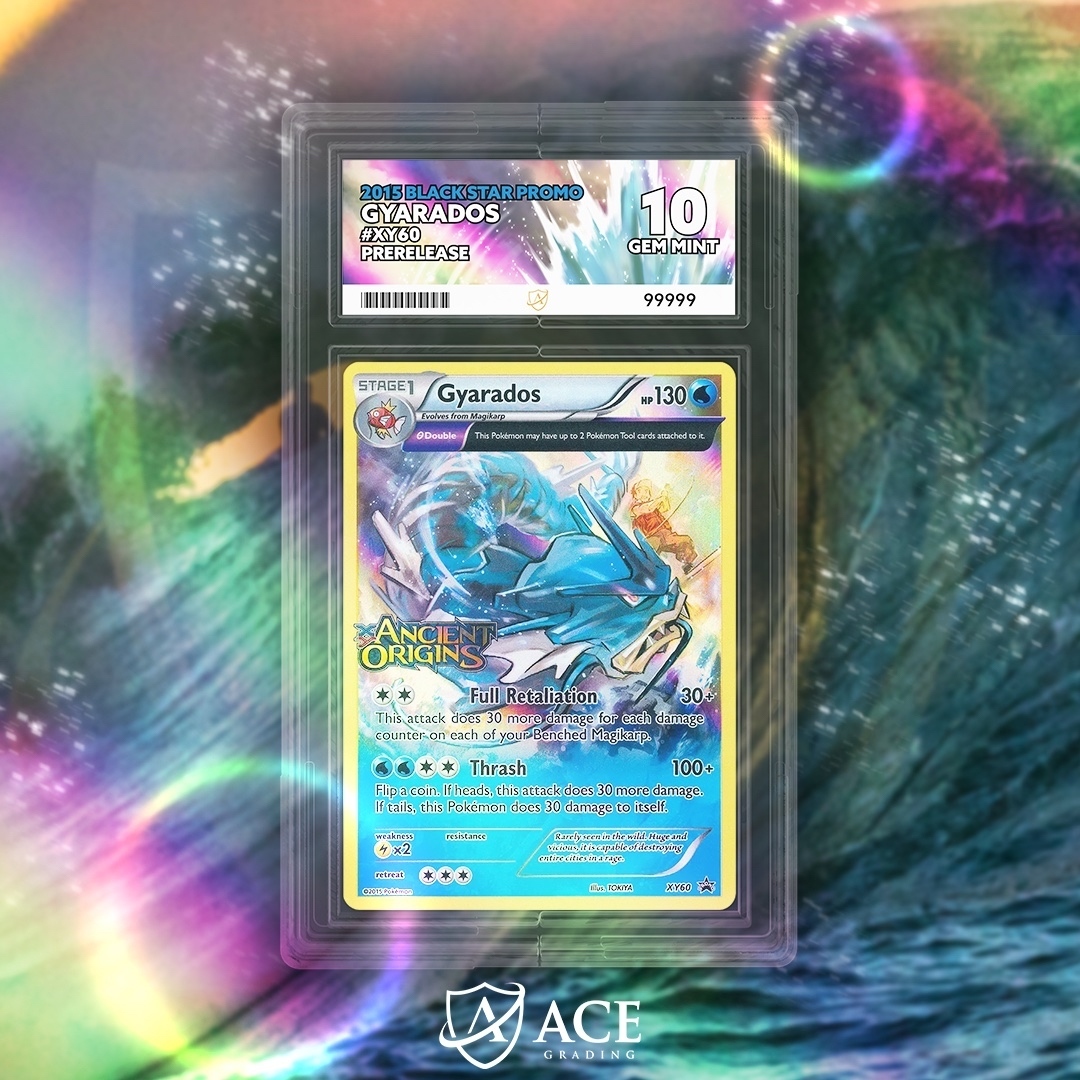 2015 BLACK STAR PROMO
GYARADOS
#XY60
PRERELEASE
10
GEM MINT
99999
STAGE1
Gyarados
HP130
Evolves from Magikarp
θDouble
This Pokémon may have up to 2 Pokémon Tool cards attached to it.
ANCIENT
ORIGINS
Full Retaliation 30+
This attack does 30 more damage for each damage
counter on each of your Benched Magikarp.
Thrash 100+
Flip a coin. If heads, this attack does 30 more damage.
If tails, this Pokémon does 30 damage to itself.
weakness resistance
x2
Rarely seen in the wild. Huge and
vicious, it is capable of destroying
entire cities in a rage.
retreat
©2015 Pokémon
Illus. TOKIYA
XY60
ACE
GRADING